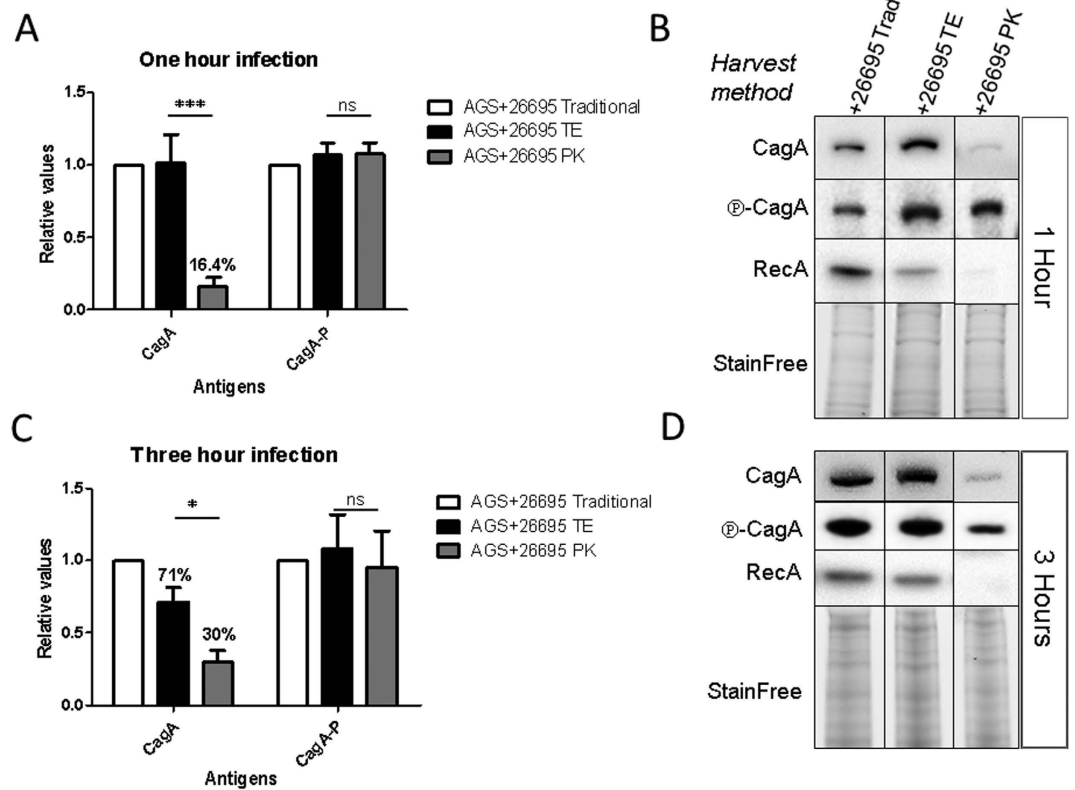 A
One hour infection
1.5
1.0
0.5
0.0
Relative values
***
16.4%
ns
CagA
CagA-P
Antigens
AGS+26695 Traditional
AGS+26695 TE
AGS+26695 PK
B
Harvest
method
+26695 Trad
+26695 TE
+26695 PK
CagA
Ⓟ-CagA
RecA
StainFree
1 Hour
C
Three hour infection
1.5
1.0
0.5
0.0
Relative values
*
71%
30%
ns
CagA
CagA-P
Antigens
AGS+26695 Traditional
AGS+26695 TE
AGS+26695 PK
D
CagA
Ⓟ-CagA
RecA
StainFree
3 Hours